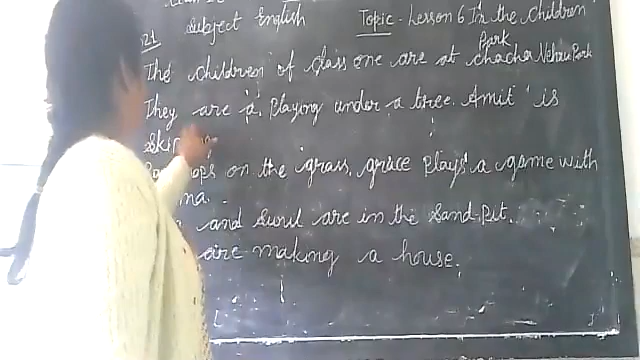 Subject English Topic - Lesson 6 In the Children
Park
21
The children of class one are at chacha Nehru Park
They are a playing under a tree. Amit is
on the grass, grace plays a game with
and Sunil are in the Sand-Pit.
are making a house.